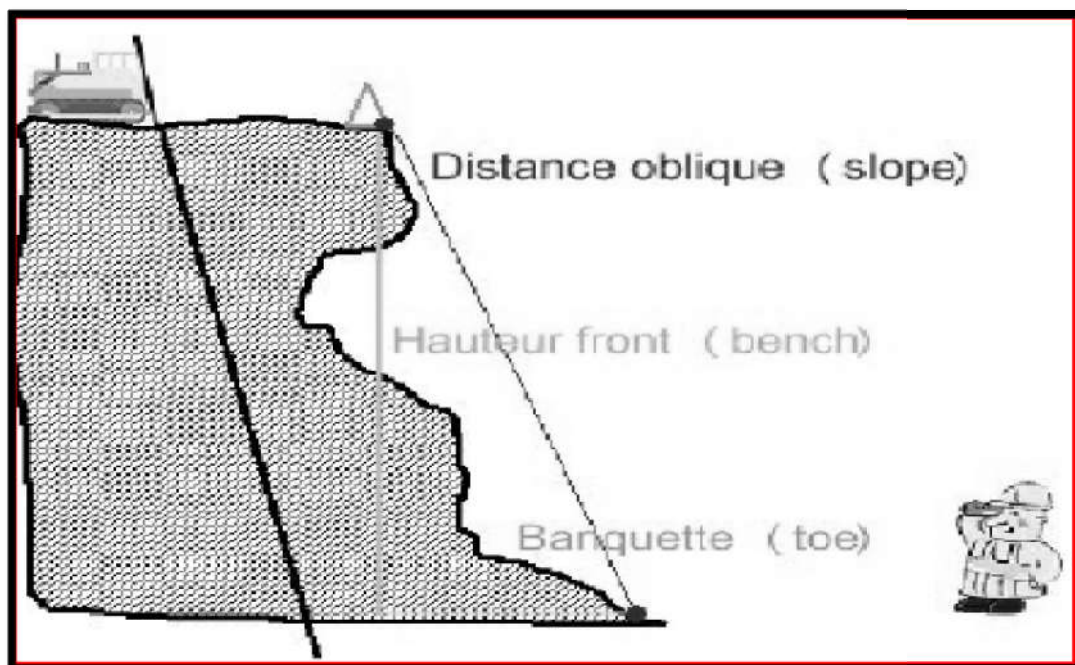 Distance oblique ( slope)
Hauteur front ( bench)
Banquette ( toe)